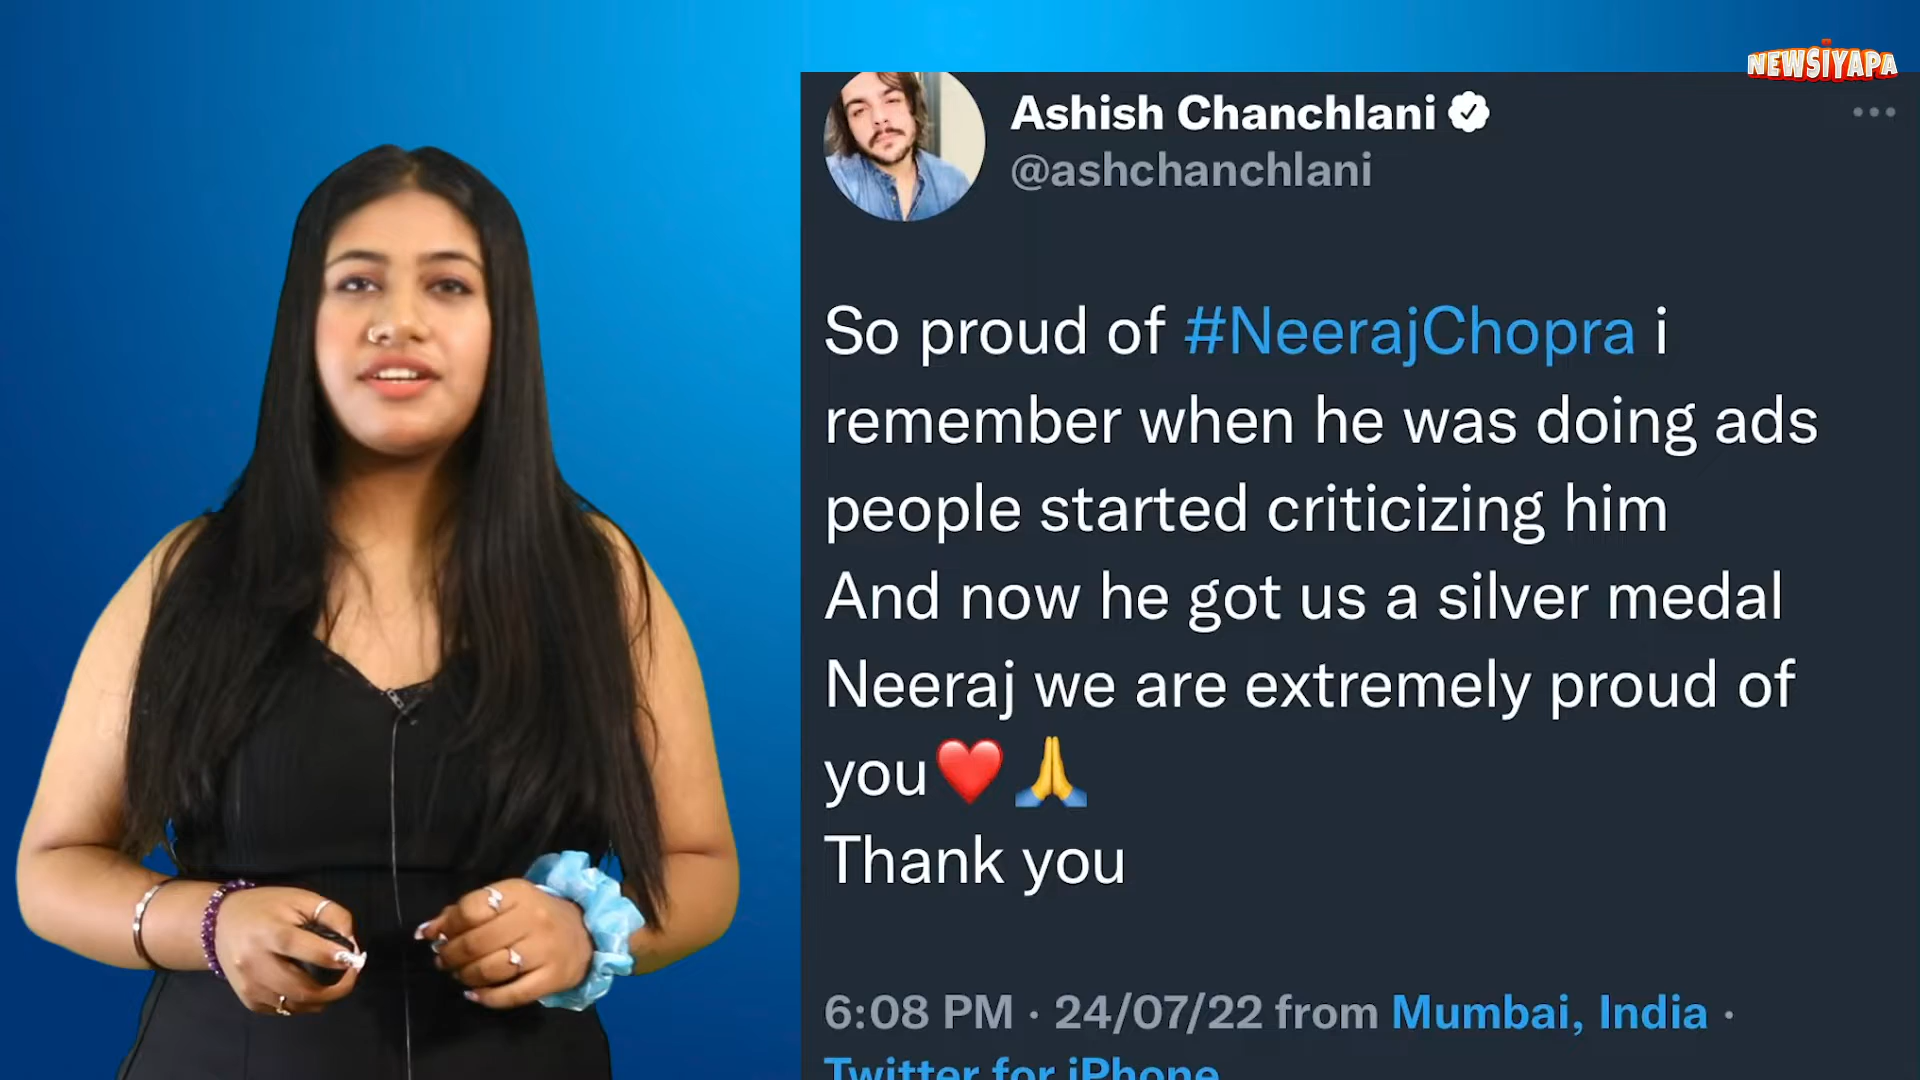 NEWSIYAPA
Ashish Chanchlani
@ashchanchlani
So proud of #NeerajChopra i
remember when he was doing ads
people started criticizing him
And now he got us a silver medal
Neeraj we are extremely proud of
you❤️🙏
Thank you
6:08 PM · 24/07/22 from Mumbai, India ·
Twitter for iPhone